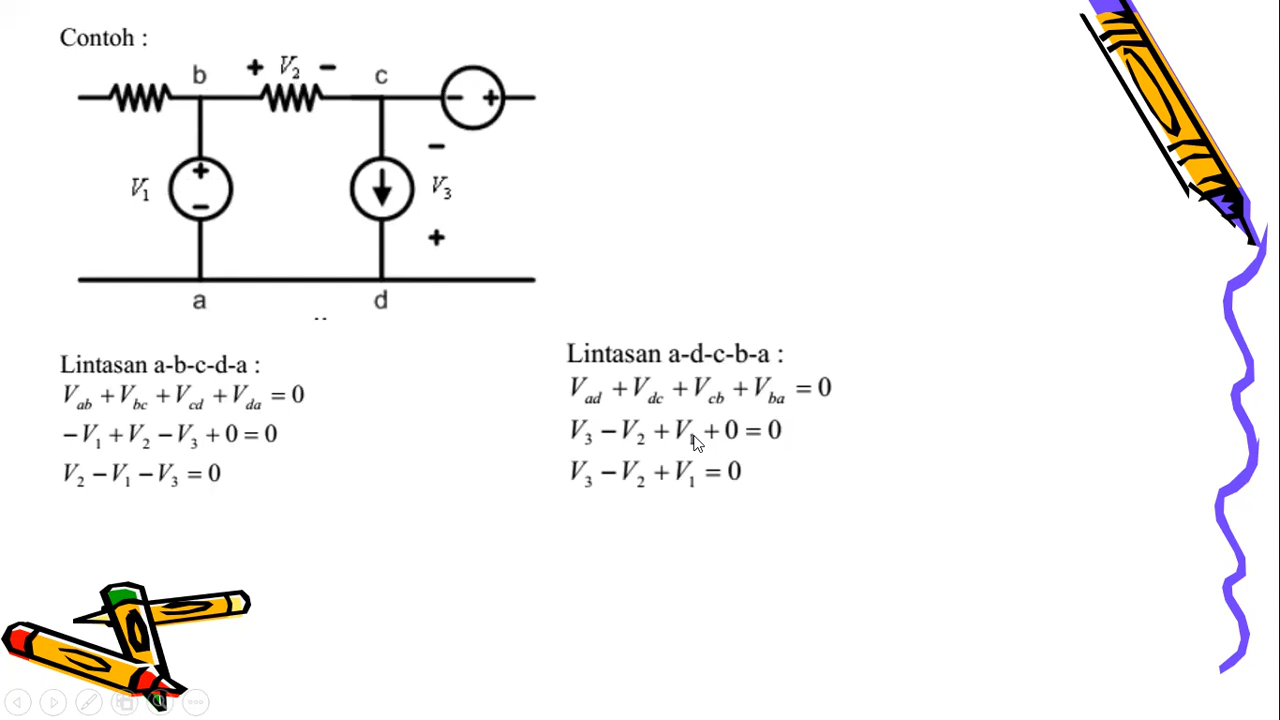 Contoh :
b + V₂ − c
− +
−
V₁ + − V₃
+
a d
..
Lintasan a-b-c-d-a :
V_ab + V_bc + V_cd + V_da = 0
−V₁ + V₂ − V₃ + 0 = 0
V₂ − V₁ − V₃ = 0
Lintasan a-d-c-b-a :
V_ad + V_dc + V_cb + V_ba = 0
V₃ − V₂ + V₁ + 0 = 0
V₃ − V₂ + V₁ = 0